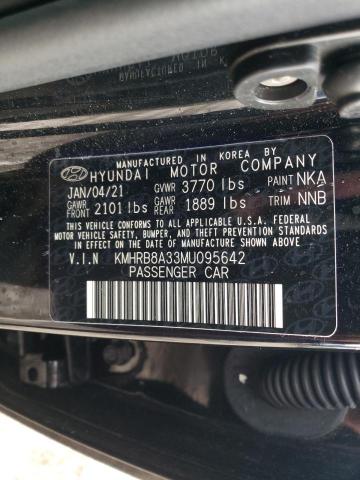 MANUFACTURED IN KOREA BY
HYUNDAI MOTOR COMPANY
JAN/04/21 GVWR 3770 lbs PAINT NKA
GAWR FRONT 2101 lbs GAWR REAR 1889 lbs TRIM NNB
THIS VEHICLE CONFORMS TO ALL APPLICABLE U.S.A. FEDERAL
MOTOR VEHICLE SAFETY, BUMPER, AND THEFT PREVENTION
STANDARDS IN EFFECT ON THE DATE OF MANUFACTURE SHOWN ABOVE.
V.I.N KMHRB8A33MU095642
PASSENGER CAR